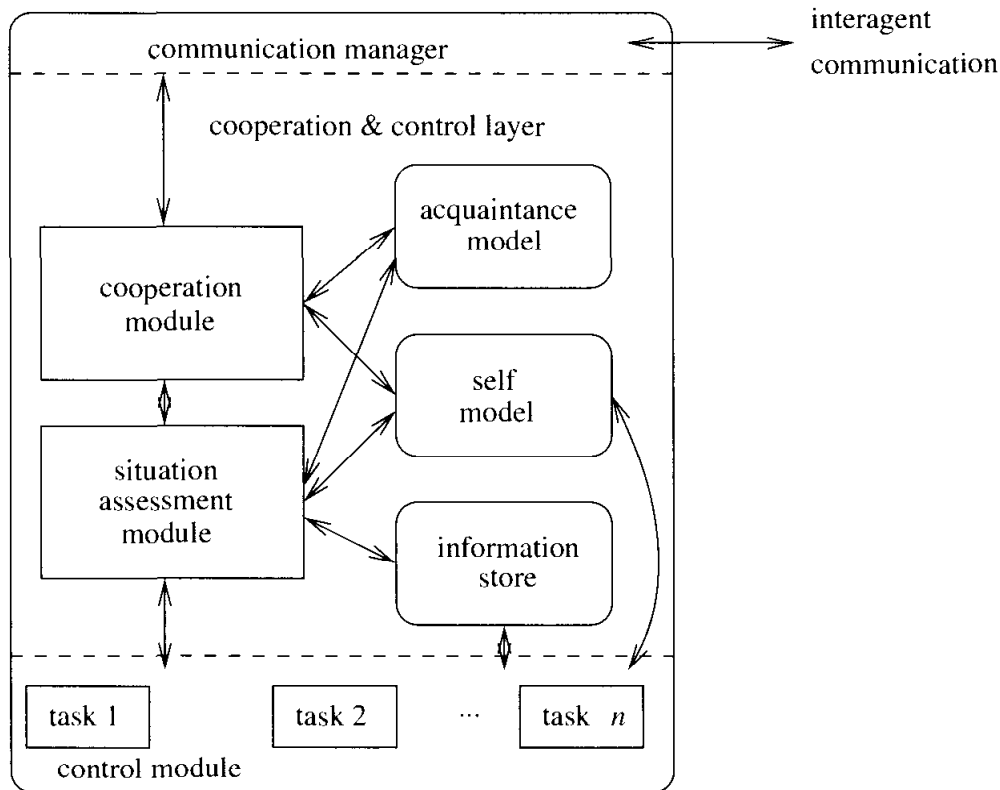 communication manager
interagent
communication
cooperation & control layer
acquaintance
model
cooperation
module
self
model
situation
assessment
module
information
store
task 1
task 2
...
task n
control module